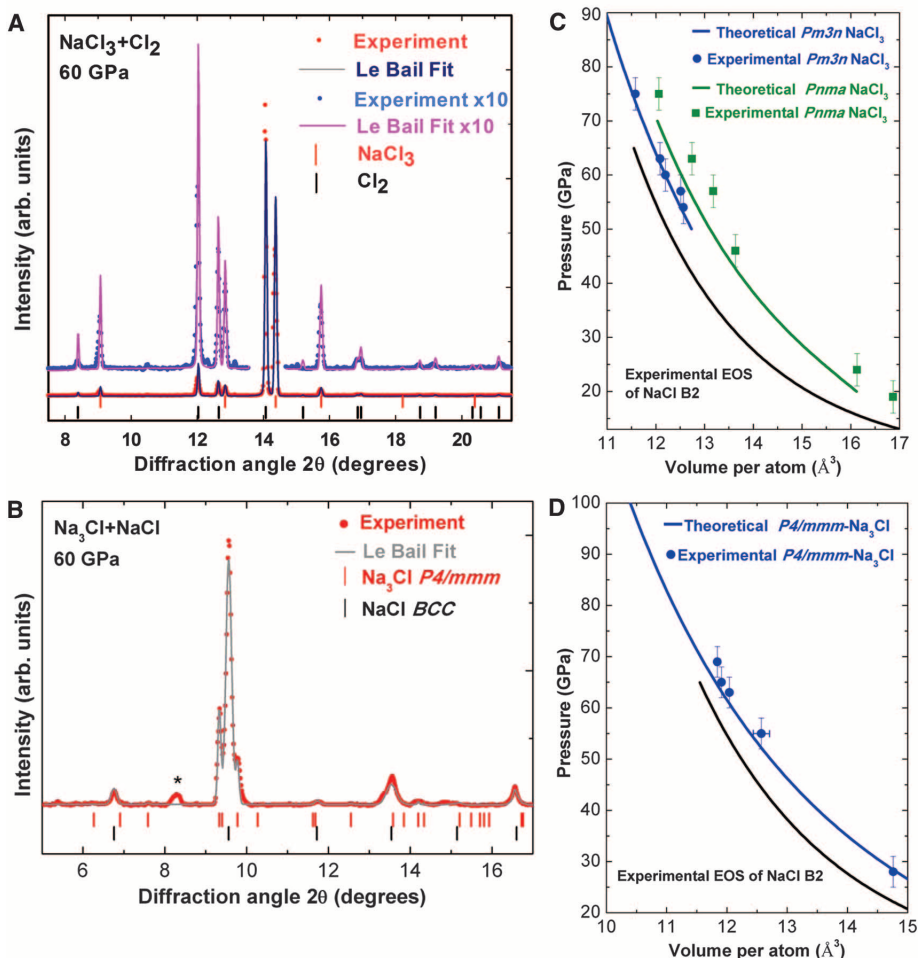 A
NaCl3+Cl2
60 GPa
Experiment
Le Bail Fit
Experiment x10
Le Bail Fit x10
NaCl3
Cl2
Intensity (arb. units)
8 10 12 14 16 18 20
Diffraction angle 2θ (degrees)
B
Na3Cl+NaCl
60 GPa
Experiment
Le Bail Fit
Na3Cl P4/mmm
NaCl BCC
*
Intensity (arb. units)
6 8 10 12 14 16
Diffraction angle 2θ (degrees)
C
Theoretical Pm3n NaCl3
Experimental Pm3n NaCl3
Theoretical Pnma NaCl3
Experimental Pnma NaCl3
Pressure (GPa)
90
80
70
60
50
40
30
20
Experimental EOS
of NaCl B2
11 12 13 14 15 16 17
Volume per atom (Å3)
D
Theoretical P4/mmm-Na3Cl
Experimental P4/mmm-Na3Cl
Pressure (GPa)
100
90
80
70
60
50
40
30
20
Experimental EOS of NaCl B2
10 11 12 13 14 15
Volume per atom (Å3)